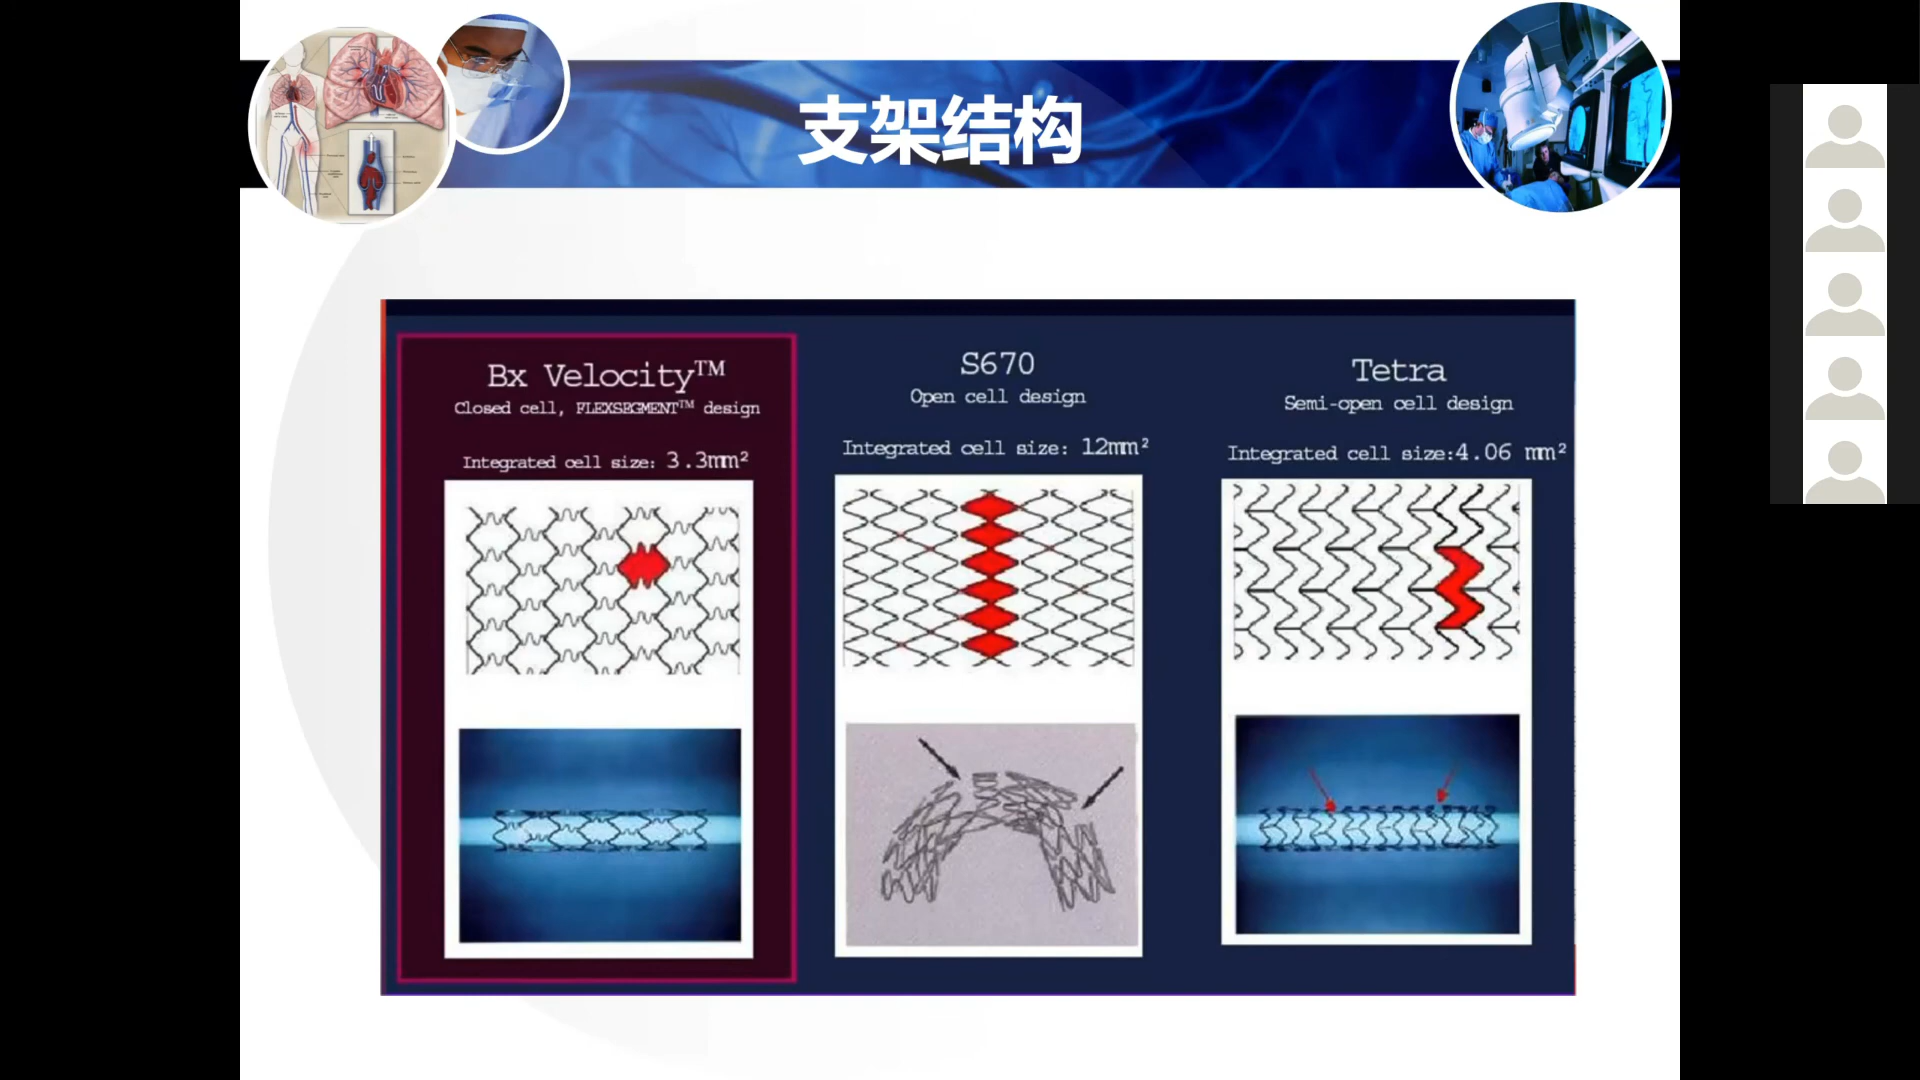 支架结构
Bx Velocity™
Closed cell, FLEXSEGMENT™ design
Integrated cell size: 3.3mm²
S670
Open cell design
Integrated cell size: 12mm²
Tetra
Semi-open cell design
Integrated cell size:4.06 mm²